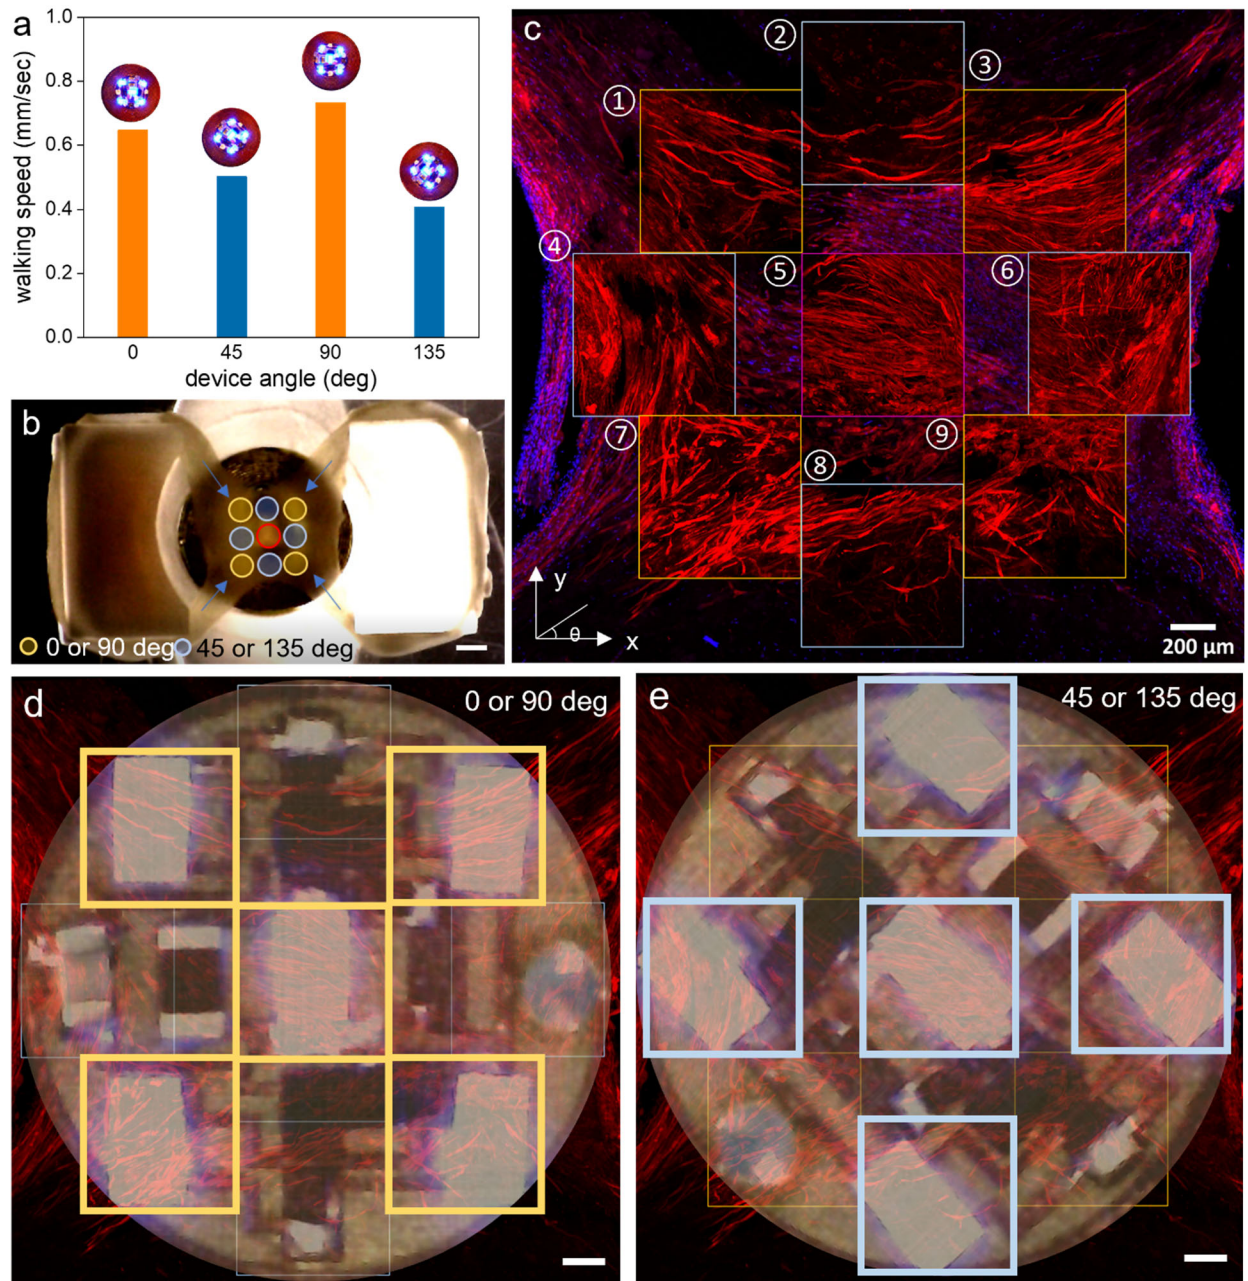 a
1.0
0.8
0.6
0.4
0.2
0.0
walking speed (mm/sec)
0 45 90 135
device angle (deg)
b
0 or 90 deg 45 or 135 deg
c
②
③
①
④ ⑤ ⑥
⑦ ⑨
⑧
y
θ
x
200 µm
d
0 or 90 deg
e
45 or 135 deg